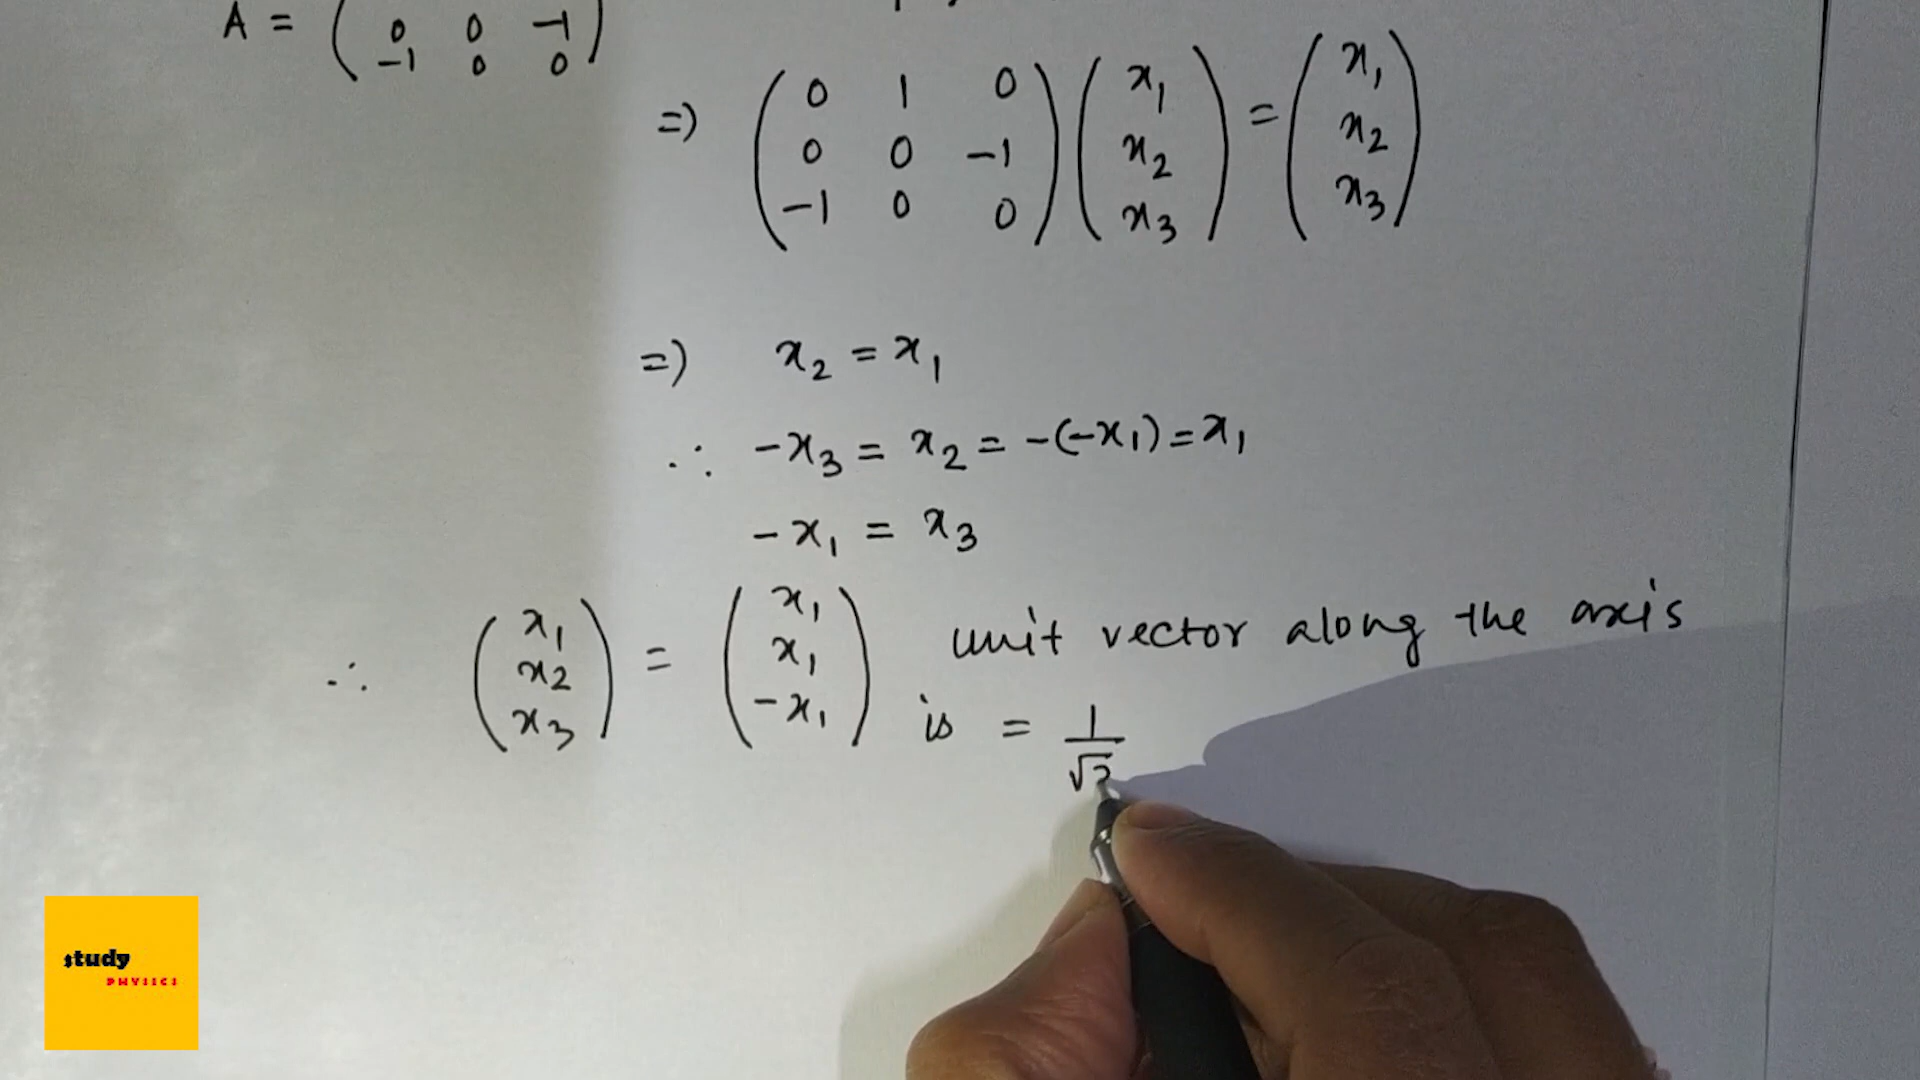 A = ( 0 0 -1
-1 0 0 )
=) ( 0 1 0
0 0 -1
-1 0 0 ) ( x1
x2
x3 ) = ( x1
x2
x3 )
=) x2 = x1
∴ -x3 = x2 = -(-x1) = x1
-x1 = x3
∴ ( x1
x2
x3 ) = ( x1
x1
-x1 )
unit vector along the axis
is = 1/√3
study
PHYSICS